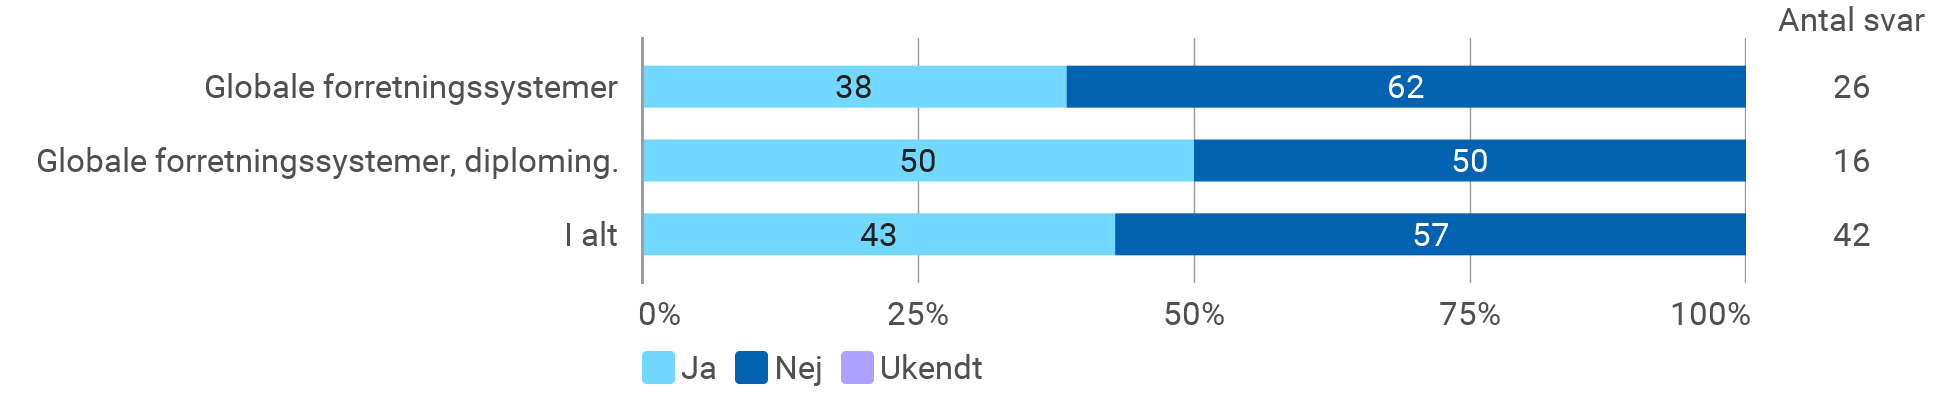 Antal svar
Globale forretningssystemer 38 62 26
Globale forretningssystemer, diploming. 50 50 16
I alt 43 57 42
0% 25% 50% 75% 100%
Ja Nej Ukendt